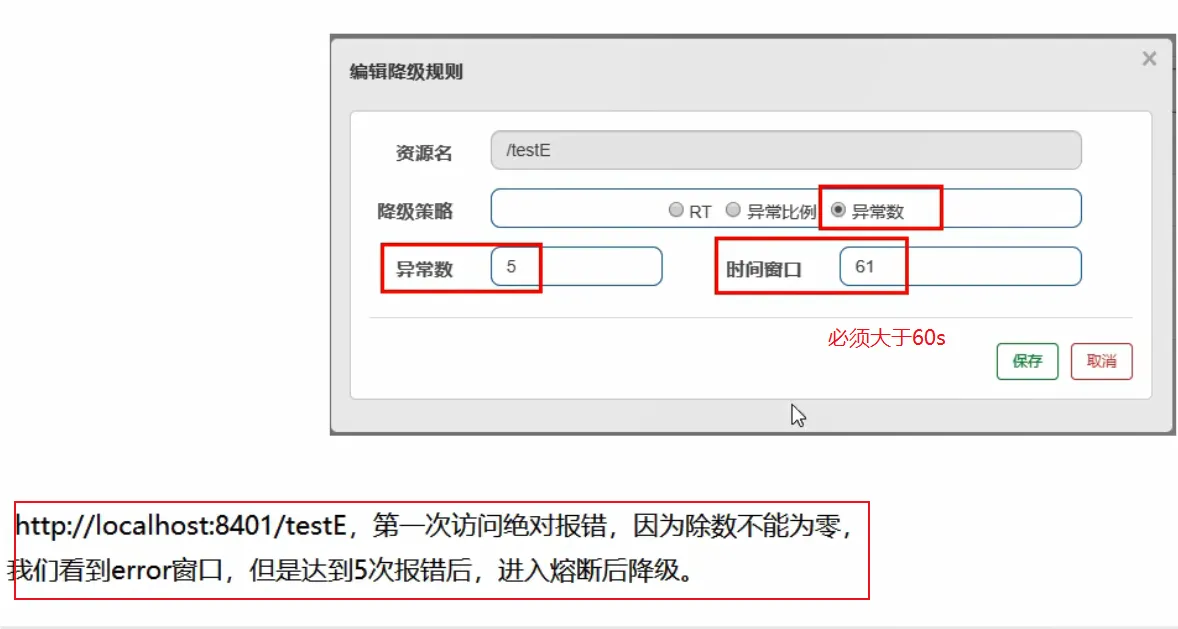 编辑降级规则 ×
资源名 /testE
降级策略 RT 异常比例 异常数
异常数 5 时间窗口 61
必须大于60s
保存 取消
http://localhost:8401/testE，第一次访问绝对报错，因为除数不能为零，
我们看到error窗口，但是达到5次报错后，进入熔断后降级。